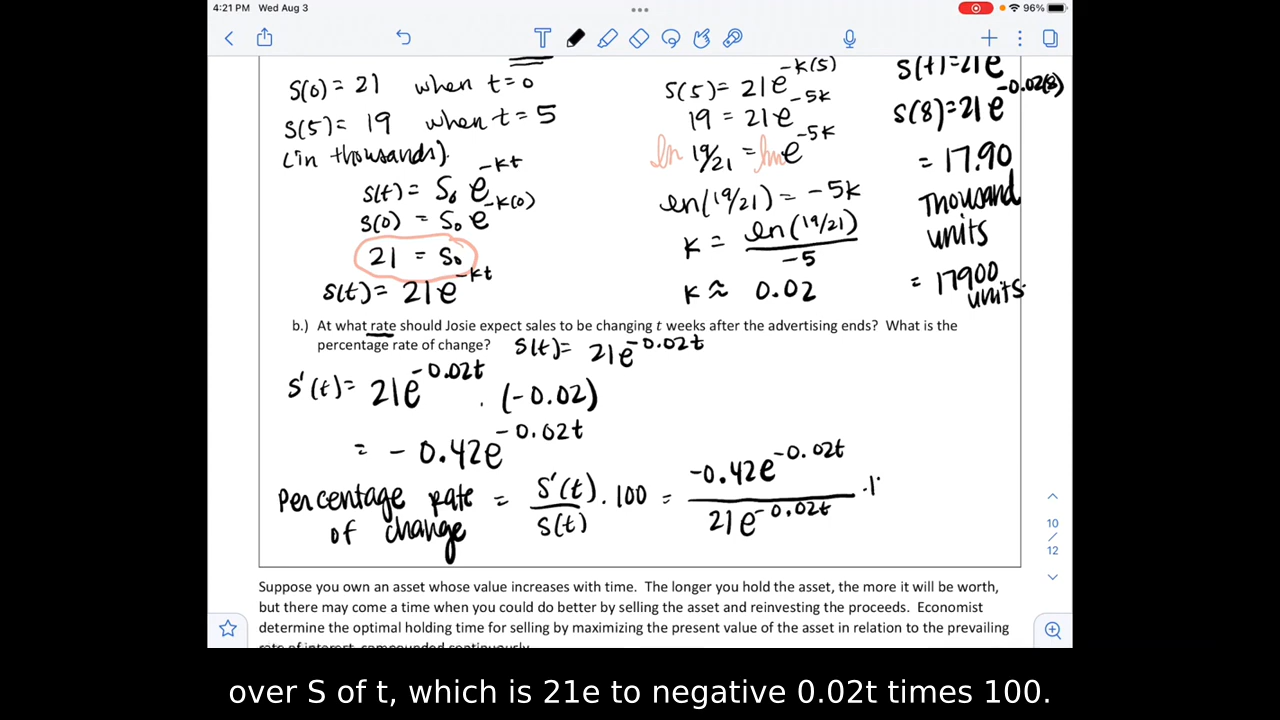 4:21 PM Wed Aug 3
96%
S(0) = 21 when t=0
S(5) = 19 when t = 5
(in thousands).
S(t) = S₀ e^-kt
S(0) = S₀ e^-k(0)
21 = S₀
S(t) = 21e^-kt
S(5) = 21e^-k(5)
19 = 21e^-5k
ln 19/21 = ln e^-5k
ln(19/21) = -5k
k = ln(19/21) / -5
k ≈ 0.02
S(t)=21e
S(8)=21e^-0.02(8)
= 17.90
Thousand
units
= 17900
units.
b.) At what rate should Josie expect sales to be changing t weeks after the advertising ends? What is the
percentage rate of change? S(t) = 21e^-0.02t
S'(t) = 21e^-0.02t · (-0.02)
= -0.42e^-0.02t
Percentage rate of change = S'(t)/S(t) · 100 = -0.42e^-0.02t / 21e^-0.02t · 1
10
/
12
Suppose you own an asset whose value increases with time. The longer you hold the asset, the more it will be worth,
but there may come a time when you could do better by selling the asset and reinvesting the proceeds. Economist
determine the optimal holding time for selling by maximizing the present value of the asset in relation to the prevailing
rate of interest, compounded continuously.
over S of t, which is 21e to negative 0.02t times 100.